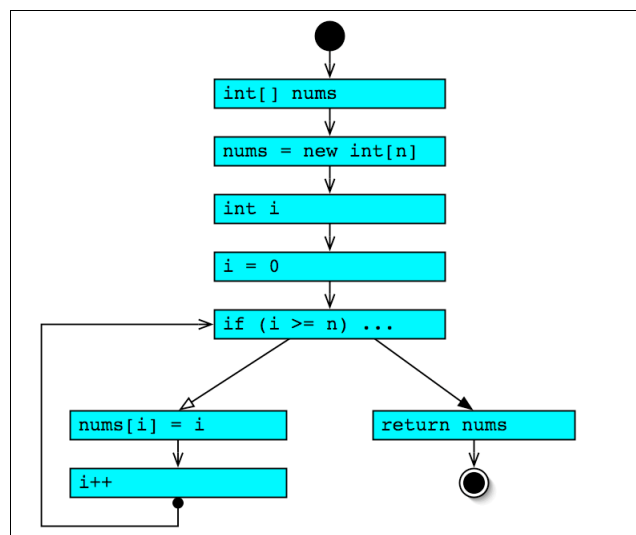 int[] nums
nums = new int[n]
int i
i = 0
if (i >= n) ...
nums[i] = i
return nums
i++